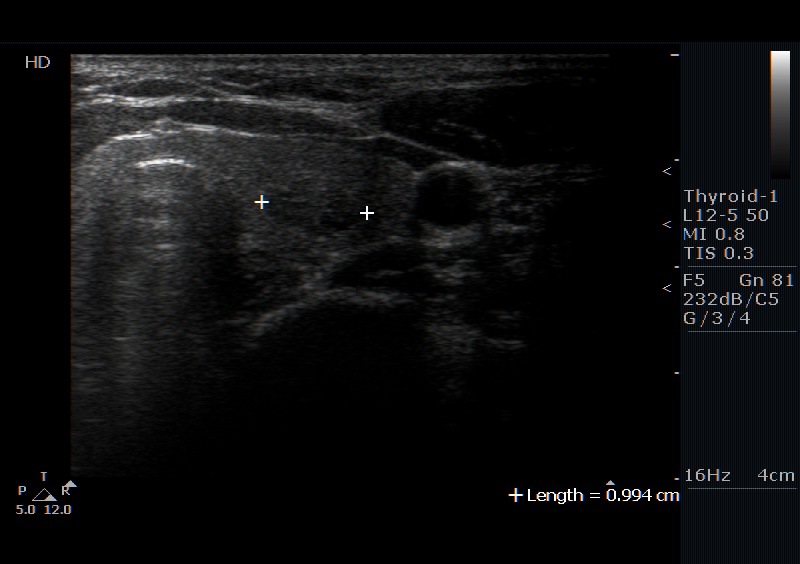 HD
Thyroid-1
L12-5 50
MI 0.8
TIS 0.3
F5 Gn 81
232dB/C5
G/3/4
16Hz 4cm
T
P R
5.0 12.0
Length = 0.994 cm